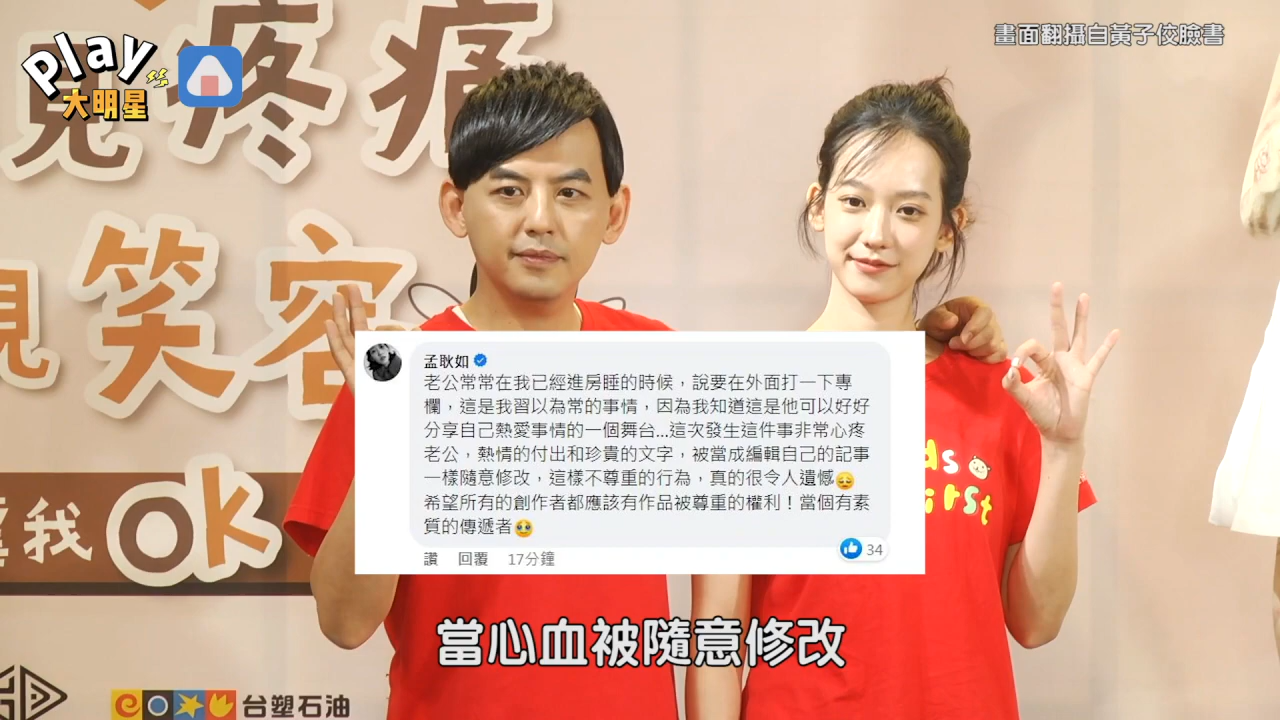 Play
大明星
畫面翻攝自黃子佼臉書
見疼痛
見笑容
我OK
孟耿如
老公常常在我已經進房睡的時候，說要在外面打一下專
欄，這是我習以為常的事情，因為我知道這是他可以好好
分享自己熱愛事情的一個舞台...這次發生這件事非常心疼
老公，熱情的付出和珍貴的文字，被當成編輯自己的記事
一樣隨意修改，這樣不尊重的行為，真的很令人遺憾😔
希望所有的創作者都應該有作品被尊重的權利！當個有素
質的傳遞者🥹
讚 回覆 17分鐘
34
ds
irst
當心血被隨意修改
台塑石油